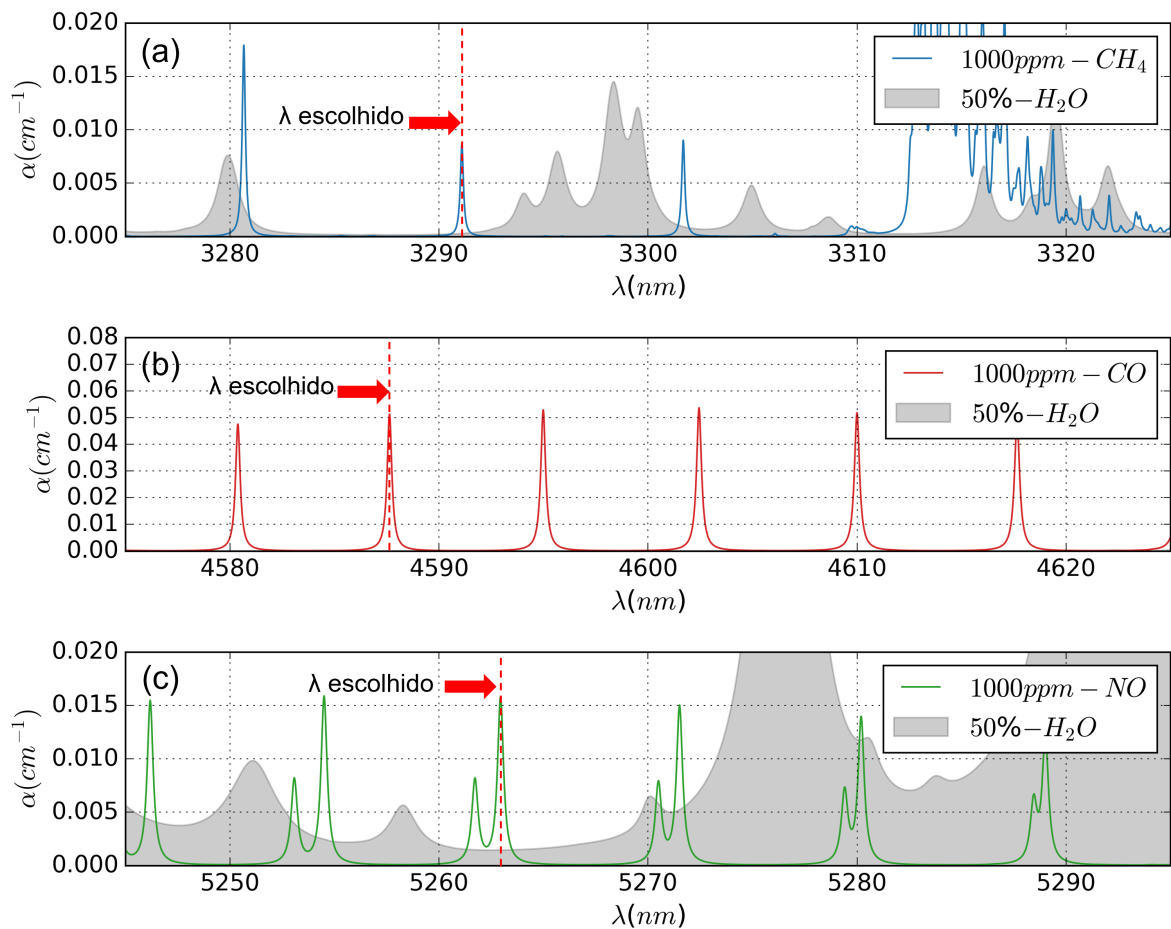 (a)
0.020
0.015
0.010
0.005
0.000
α(cm⁻¹)
λ escolhido
1000ppm − CH₄
50%−H₂O
3280 3290 3300 3310 3320
λ(nm)
(b)
0.08
0.07
0.06
0.05
0.04
0.03
0.02
0.01
0.00
α(cm⁻¹)
λ escolhido
1000ppm − CO
50%−H₂O
4580 4590 4600 4610 4620
λ(nm)
(c)
0.020
0.015
0.010
0.005
0.000
α(cm⁻¹)
λ escolhido
1000ppm − NO
50%−H₂O
5250 5260 5270 5280 5290
λ(nm)